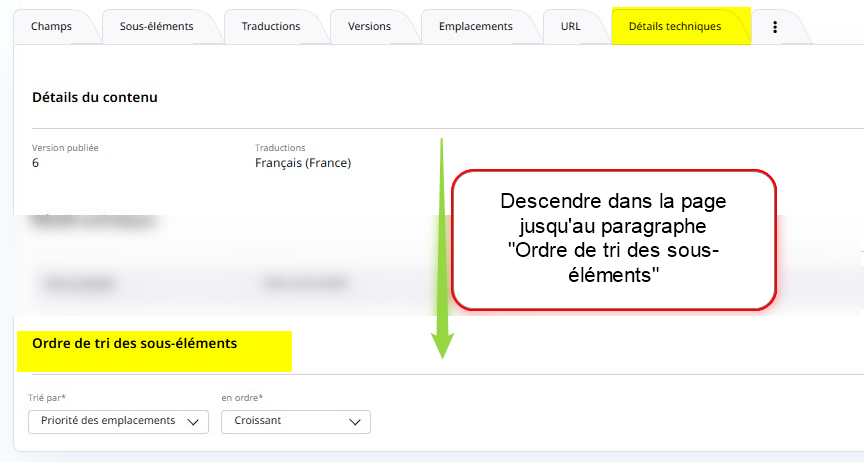 Champs Sous-éléments Traductions Versions Emplacements URL Détails techniques
Détails du contenu
Version publiée Traductions
6 Français (France)
Descendre dans la page
jusqu'au paragraphe
"Ordre de tri des sous-
éléments"
Ordre de tri des sous-éléments
Trié par* en ordre*
Priorité des emplacements Croissant